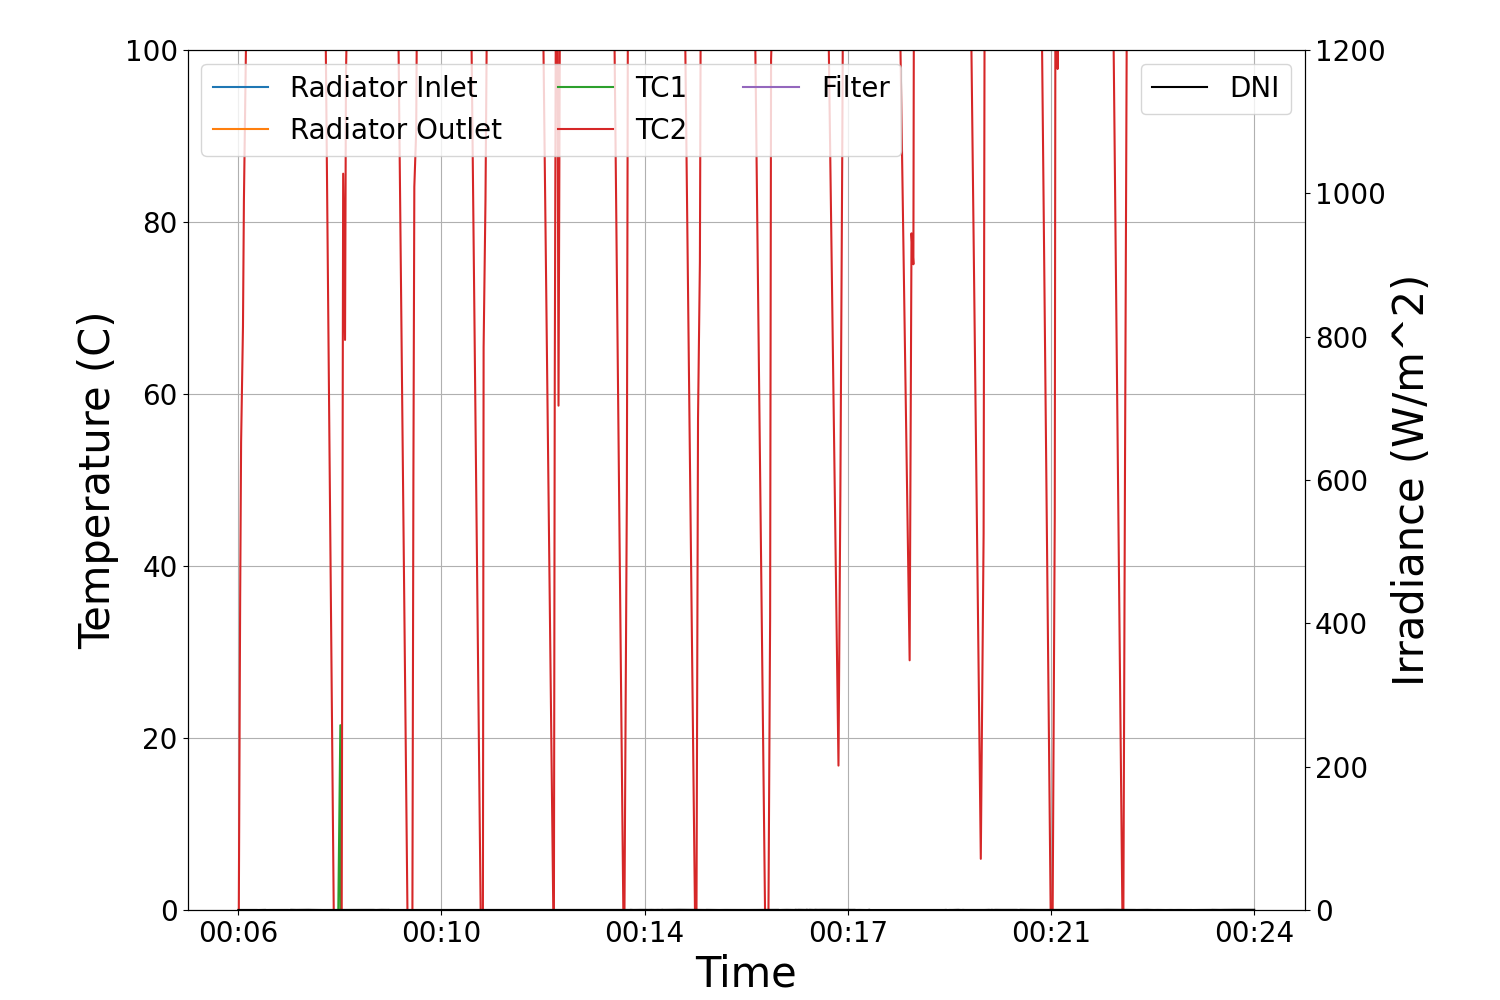 100
80
60
40
20
0
Temperature (C)
Radiator Inlet
Radiator Outlet
TC1
TC2
Filter
DNI
1200
1000
800
600
400
200
0
Irradiance (W/m^2)
00:06
00:10
00:14
00:17
00:21
00:24
Time